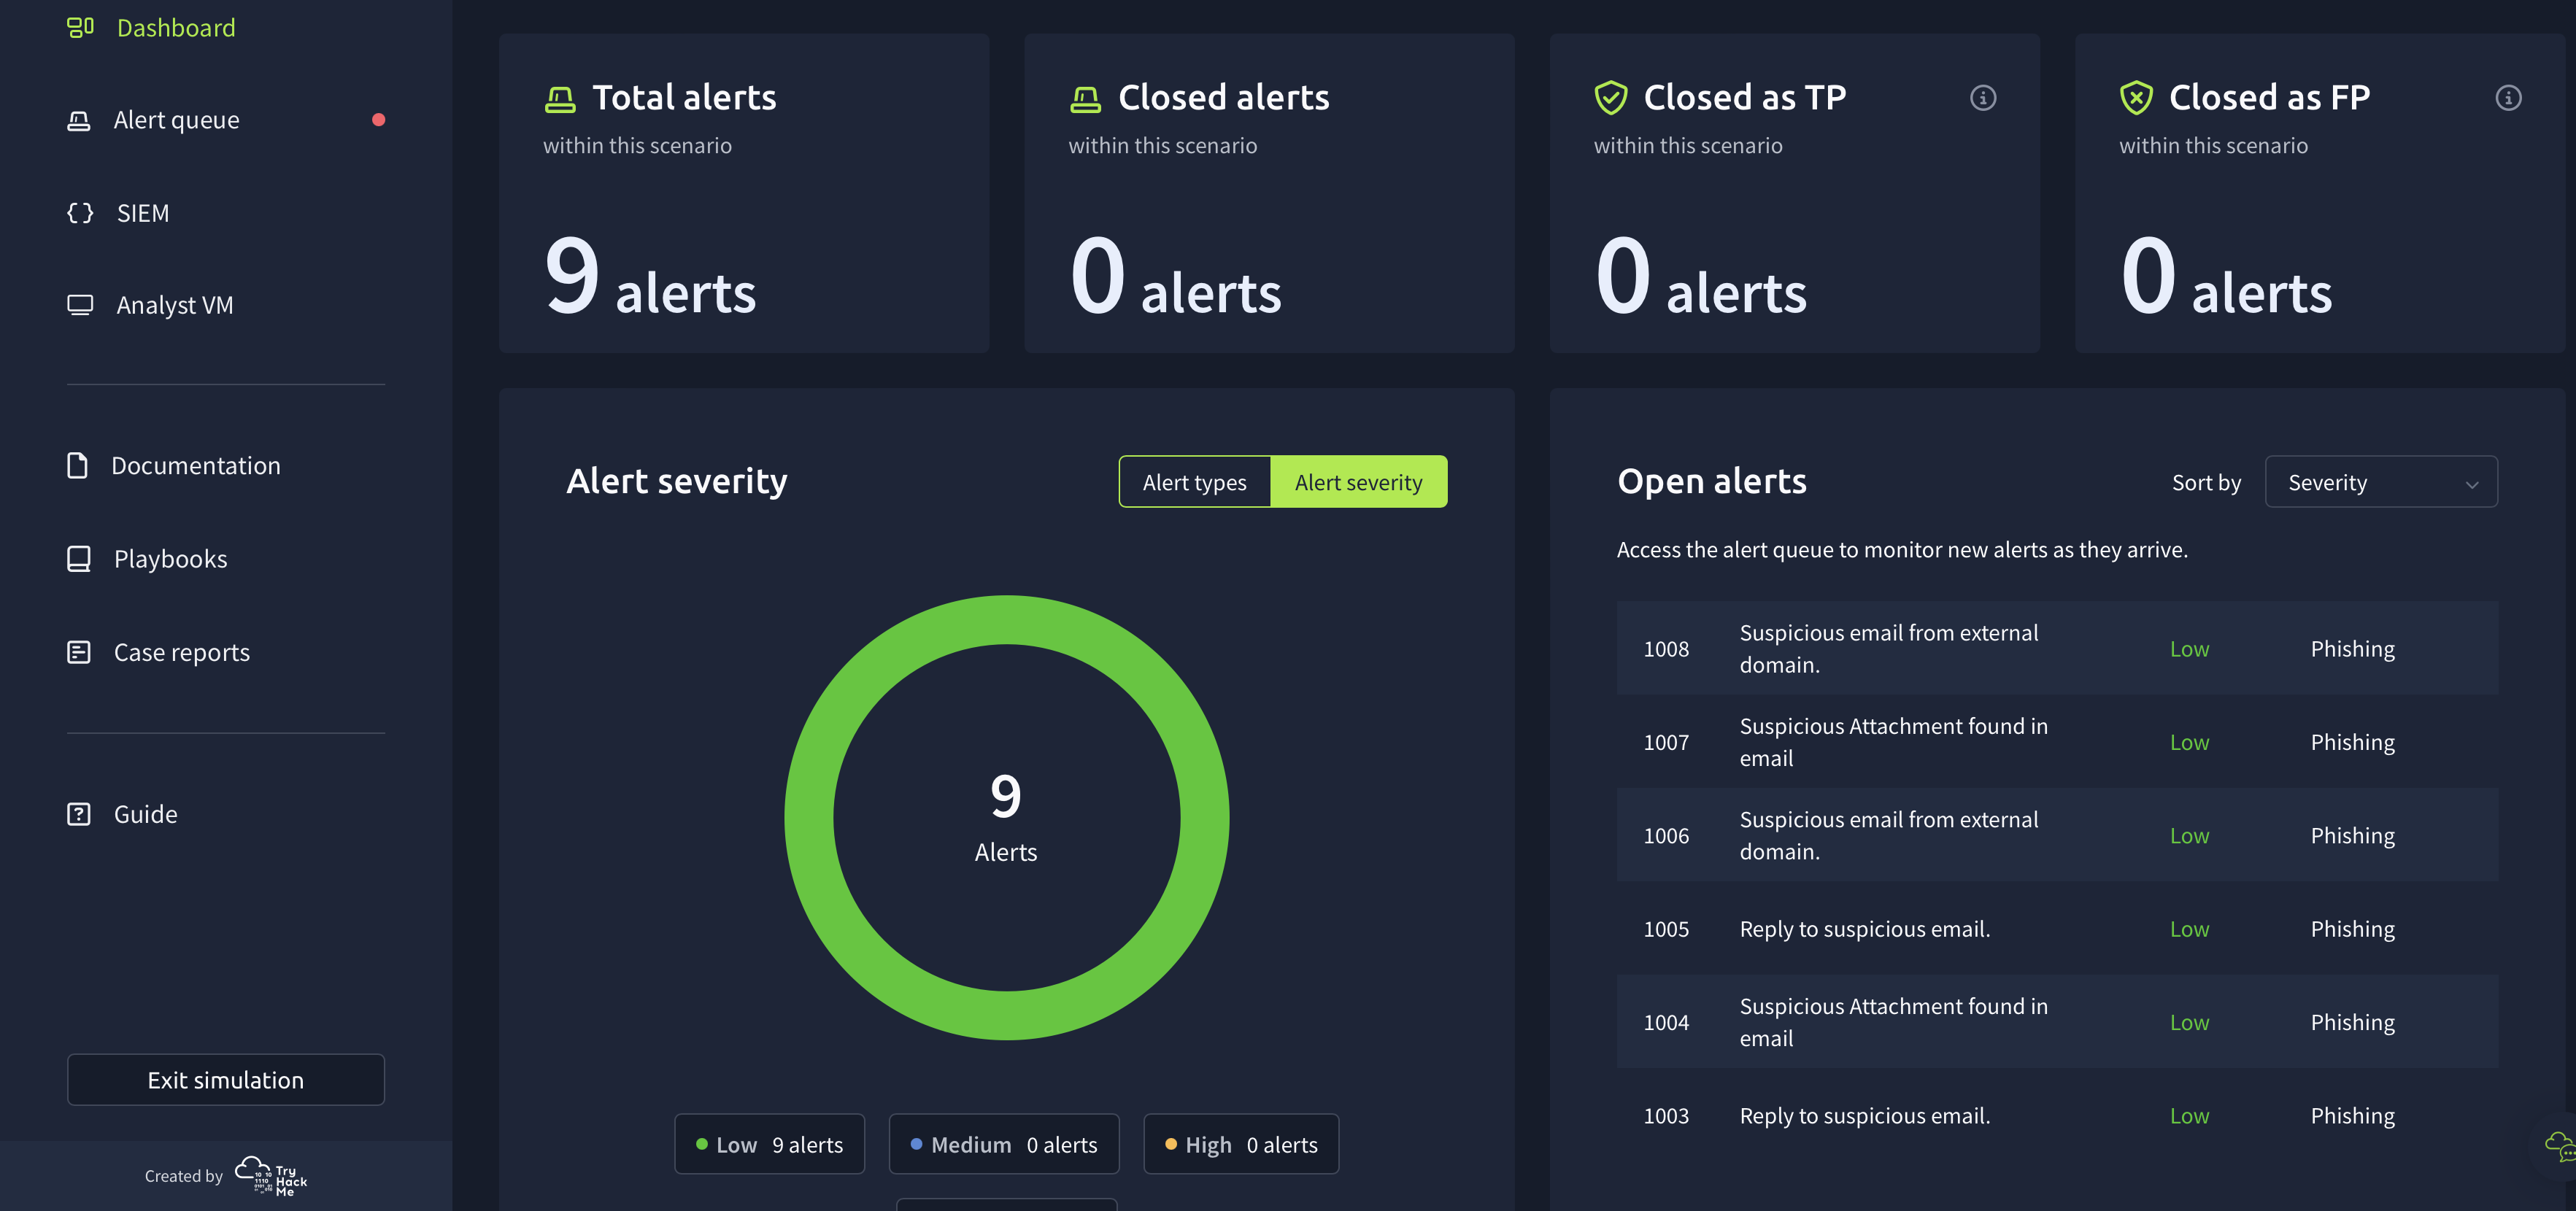 Dashboard
Alert queue
SIEM
Analyst VM
Documentation
Playbooks
Case reports
Guide
Exit simulation
Created by
Try
Hack
Me
Total alerts
within this scenario
9 alerts
Closed alerts
within this scenario
0 alerts
Closed as TP
within this scenario
0 alerts
Closed as FP
within this scenario
0 alerts
Alert severity
Alert types
Alert severity
9
Alerts
Low 9 alerts
Medium 0 alerts
High 0 alerts
Open alerts
Sort by
Severity
Access the alert queue to monitor new alerts as they arrive.
1008 Suspicious email from external
domain. Low Phishing
1007 Suspicious Attachment found in
email Low Phishing
1006 Suspicious email from external
domain. Low Phishing
1005 Reply to suspicious email. Low Phishing
1004 Suspicious Attachment found in
email Low Phishing
1003 Reply to suspicious email. Low Phishing